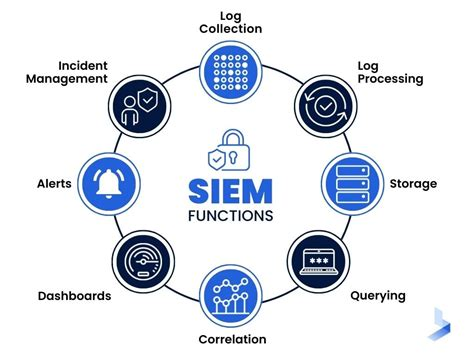 Log
Collection
Incident
Management
Log
Processing
Alerts
SIEM
FUNCTIONS
Storage
Dashboards
Querying
Correlation